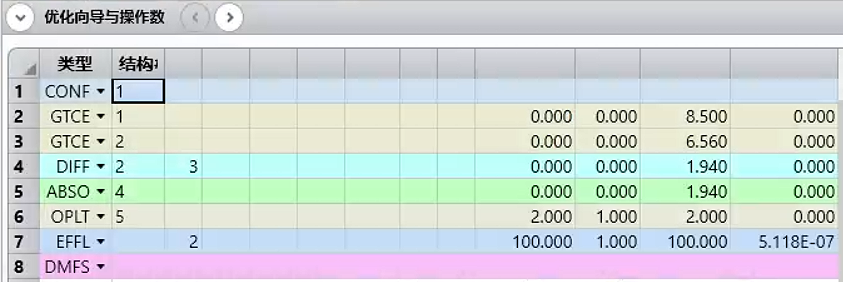 优化向导与操作数
类型 结构#
1 CONF 1
2 GTCE 1 0.000 0.000 8.500 0.000
3 GTCE 2 0.000 0.000 6.560 0.000
4 DIFF 2 3 0.000 0.000 1.940 0.000
5 ABSO 4 0.000 0.000 1.940 0.000
6 OPLT 5 2.000 1.000 2.000 0.000
7 EFFL 2 100.000 1.000 100.000 5.118E-07
8 DMFS